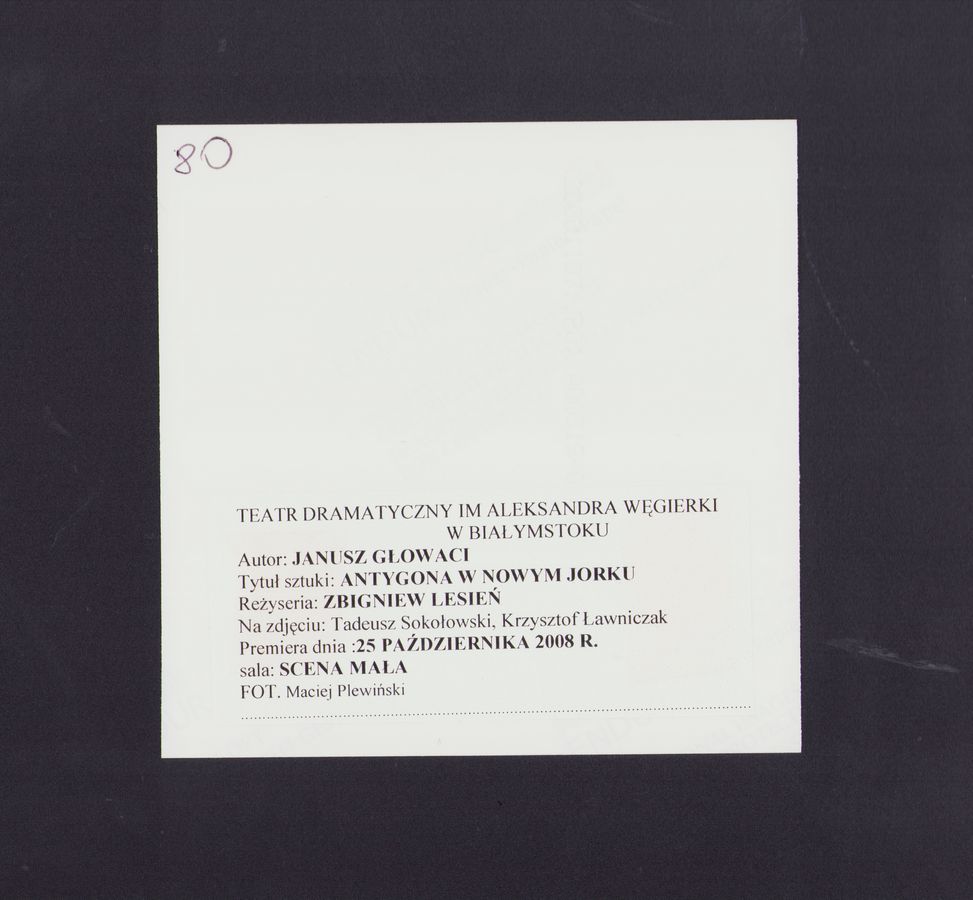 80
TEATR DRAMATYCZNY IM ALEKSANDRA WĘGIERKI
W BIAŁYMSTOKU
Autor: JANUSZ GŁOWACI
Tytuł sztuki: ANTYGONA W NOWYM JORKU
Reżyseria: ZBIGNIEW LESIEŃ
Na zdjęciu: Tadeusz Sokołowski, Krzysztof Ławniczak
Premiera dnia :25 PAŹDZIERNIKA 2008 R.
sala: SCENA MAŁA
FOT. Maciej Plewiński